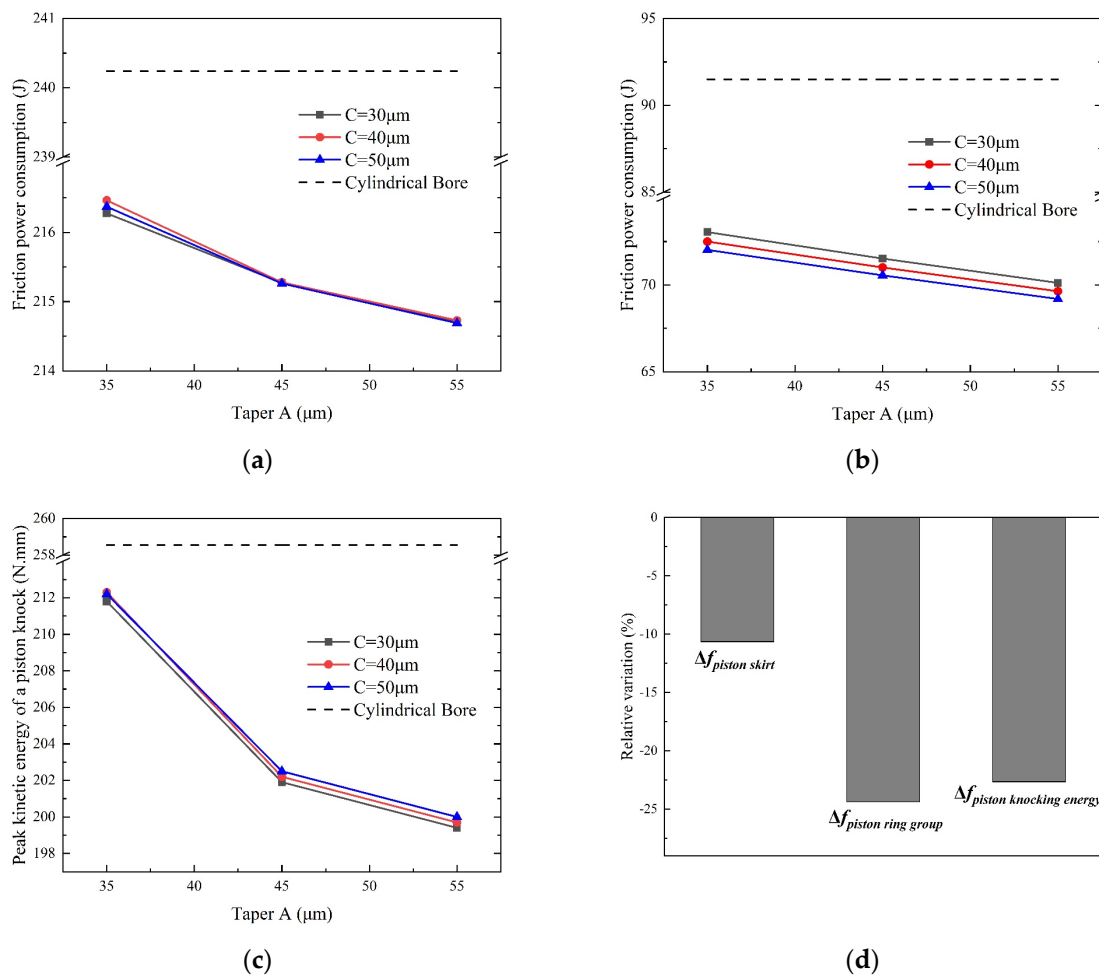 241
240
239
216
215
214
Friction power consumption (J)
C=30μm
C=40μm
C=50μm
Cylindrical Bore
35 40 45 50 55
Taper A (μm)
(a)
95
90
85
70
65
Friction power consumption (J)
C=30μm
C=40μm
C=50μm
Cylindrical Bore
35 40 45 50 55
Taper A (μm)
(b)
260
258
212
210
208
206
204
202
200
198
Peak kinetic energy of a piston knock (N.mm)
C=30μm
C=40μm
C=50μm
Cylindrical Bore
35 40 45 50 55
Taper A (μm)
(c)
0
-5
-10
-15
-20
-25
Relative variation (%)
Δf piston skirt
Δf piston ring group
Δf piston knocking energy
(d)